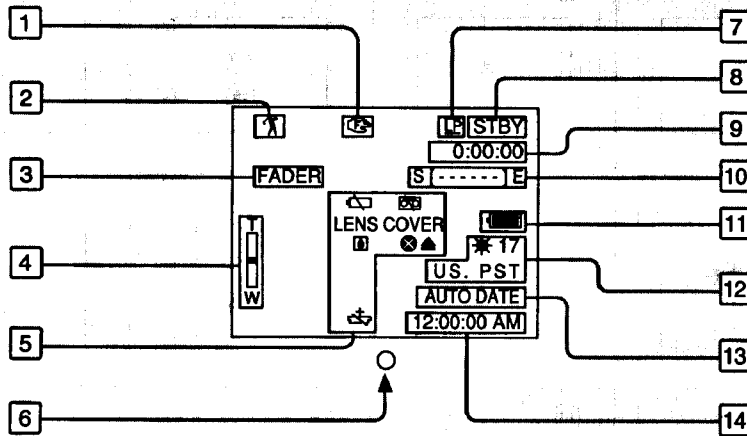 1
7
2
8
LP STBY
9
0:00:00
3
FADER
S ------ E
10
LENS COVER
11
T
17
4
US. PST
12
W
AUTO DATE
5
12:00:00 AM
13
6
14